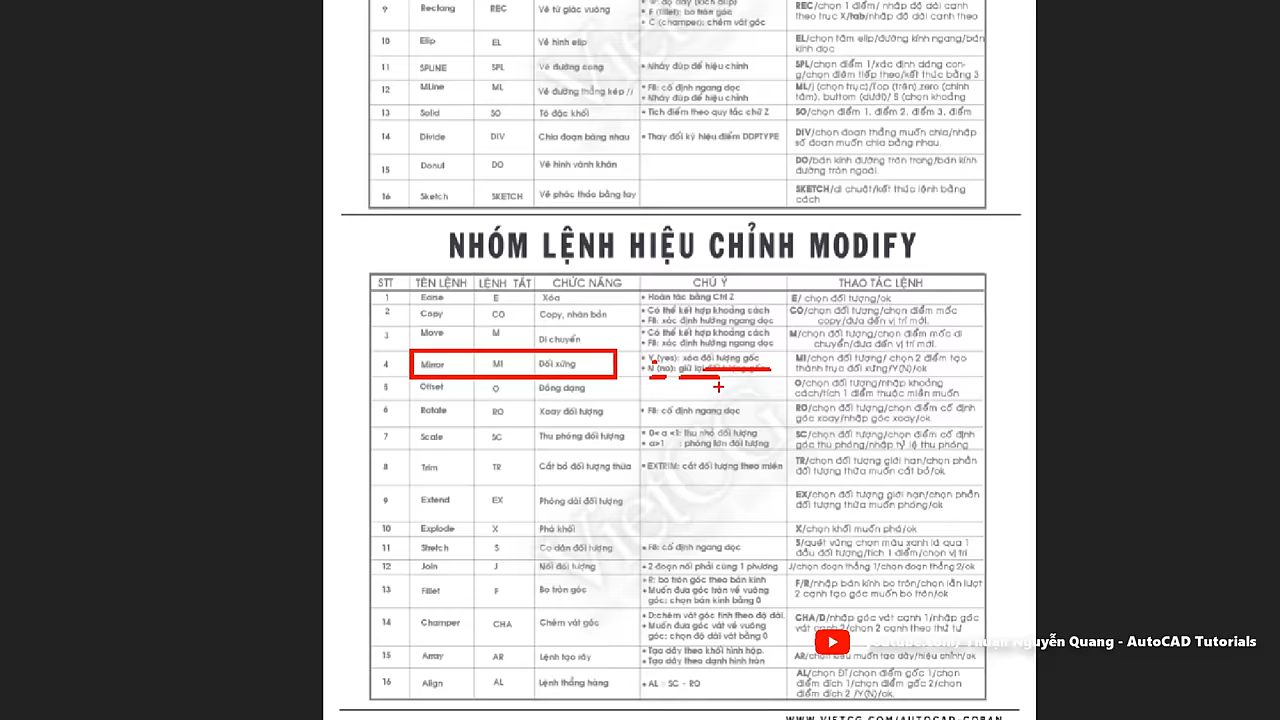 9 Rectang REC Vẽ tứ giác vuông
• F (fillet): bo tròn góc
• C (champer): chém vát góc
REC/chọn 1 điểm/ nhập độ dài cạnh
theo trục X/tab/nhập độ dài cạnh theo
10 Elip EL Vẽ hình elip
EL/chọn tâm elip/đường kính ngang/bán
kính dọc
11 SPLINE SPL Vẽ đường cong • Nháy đúp để hiệu chỉnh
SPL/chọn điểm 1/xác định dáng con-
g/chọn điểm tiếp theo/kết thúc bằng 3
12 MLine ML Vẽ đường thẳng kép //
• F8: cố định ngang dọc
• Nháy đúp để hiệu chỉnh
ML/j (chọn trục)/Top (trên).zero (chính
tâm), buttom (dưới)/ S (chọn khoảng
13 Solid SO Tô đặc khối • Tích điểm theo quy tắc chữ Z SO/chọn điểm 1, điểm 2, điểm 3, điểm
14 Divide DIV Chia đoạn bằng nhau • Thay đổi ký hiệu điểm DDPTYPE
DIV/chọn đoạn thẳng muốn chia/nhập
số đoạn muốn chia bằng nhau.
15 Donut DO Vẽ hình vành khăn
DO/bán kính đường tròn trong/bán kính
đường tròn ngoài.
16 Sketch SKETCH Vẽ phác thảo bằng tay
SKETCH/di chuột/kết thúc lệnh bằng
cách
NHÓM LỆNH HIỆU CHỈNH MODIFY
STT TÊN LỆNH LỆNH TẮT CHỨC NĂNG CHÚ Ý THAO TÁC LỆNH
1 Ease E Xóa • Hoàn tác bằng Ctrl Z E/ chọn đối tượng/ok
2 Copy CO Copy, nhân bản
• Có thể kết hợp khoảng cách
• F8: xác định hướng ngang dọc
CO/chọn đối tượng/chọn điểm mốc
copy/đưa đến vị trí mới.
3 Move M Di chuyển
• Có thể kết hợp khoảng cách
• F8: xác định hướng ngang dọc
M/chọn đối tượng/chọn điểm mốc di
chuyển/đưa đến vị trí mới.
4 Mirror MI Đối xứng
• Y (yes): xóa đối tượng gốc
• N (no): giữ lại đối tượng gốc
MI/chọn đối tượng/ chọn 2 điểm tạo
thành trục đối xứng/Y(N)/ok
5 Offset O Đồng dạng
O/chọn đối tượng/nhập khoảng
cách/tích 1 điểm thuộc miền muốn
6 Rotate RO Xoay đối tượng • F8: cố định ngang dọc
RO/chọn đối tượng/chọn điểm cố định
góc xoay/nhập góc xoay/ok
7 Scale SC Thu phóng đối tượng
• 0< a <1: thu nhỏ đối tượng
• a>1 : phóng lớn đối tượng
SC/chọn đối tượng/chọn điểm cố định
góc thu phóng/nhập tỷ lệ thu phóng
8 Trim TR Cắt bỏ đối tượng thừa • EXTRIM: cắt đối tượng theo miền
TR/chọn đối tượng giới hạn/chọn phần
đối tượng thừa muốn cắt bỏ/ok
9 Extend EX Phóng dài đối tượng
EX/chọn đối tượng giới hạn/chọn phần
đối tượng thừa muốn phóng/ok
10 Explode X Phá khối X/chọn khối muốn phá/ok
11 Stretch S Co dãn đối tượng • F8: cố định ngang dọc
S/quét vùng chọn màu xanh lá qua 1
đầu đối tượng/tích 1 điểm/chọn vị trí
12 Join J Nối đối tượng • 2 đoạn nối phải cùng 1 phương J/chọn đoạn thẳng 1/chọn đoạn thẳng 2/ok
13 Fillet F Bo tròn góc
• R: bo tròn góc theo bán kính
• Muốn đưa góc tròn về vuông
góc: chọn bán kính bằng 0
F/R/nhập bán kính bo tròn/chọn lần lượt
2 cạnh tạo góc muốn bo tròn/ok
14 Champer CHA Chém vát góc
• D:chém vát góc tính theo độ dài.
• Muốn đưa góc vát về vuông
góc: chọn độ dài vát bằng 0
CHA/D/nhập góc vát cạnh 1/nhập góc
vát cạnh 2/chọn 2 cạnh theo thứ tự
Youtube.com/ Thuận Nguyễn Quang - AutoCAD Tutorials
15 Array AR Lệnh tạo dãy
• Tạo dãy theo khối hình hộp.
• Tạo dãy theo dạnh hình tròn
AR/chọn kiểu muốn tạo dãy/hiệu chỉnh/ok
16 Align AL Lệnh thẳng hàng • AL = SC + RO
AL/chọn ĐT/chọn điểm gốc 1/chọn
điểm đích 1/chọn điểm gốc 2/chọn
điểm đích 2 /Y(N)/ok.
WWW.VIETCG.COM/AUTOCAD-COBAN